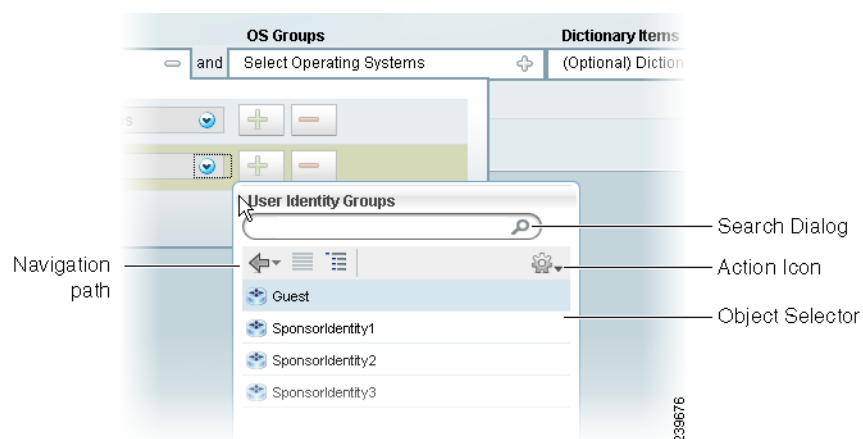 OS Groups
Dictionary Items
and
Select Operating Systems
(Optional) Diction
User Identity Groups
Search Dialog
Navigation
path
Action Icon
Guest
Object Selector
SponsorIdentity1
SponsorIdentity2
SponsorIdentity3
239676